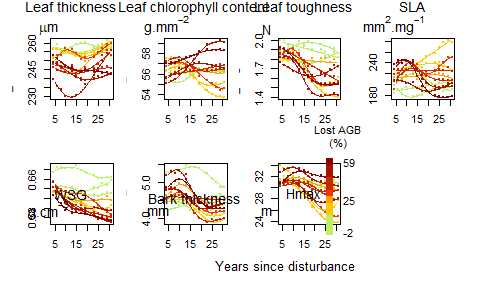 Leaf thickness Leaf chlorophyll content Leaf toughness SLA
µm g.mm⁻² N mm².mg⁻¹
230 245 260
54 56 58
1.4 1.7 2.0
180 240
5 15 25 5 15 25 5 15 25 5 15 25
Lost AGB
(%)
59
25
-2
WSG Bark thickness Hmax
cm mm m
0.66
5.0
24 28 32
5 15 25 5 15 25 5 15 25
Years since disturbance